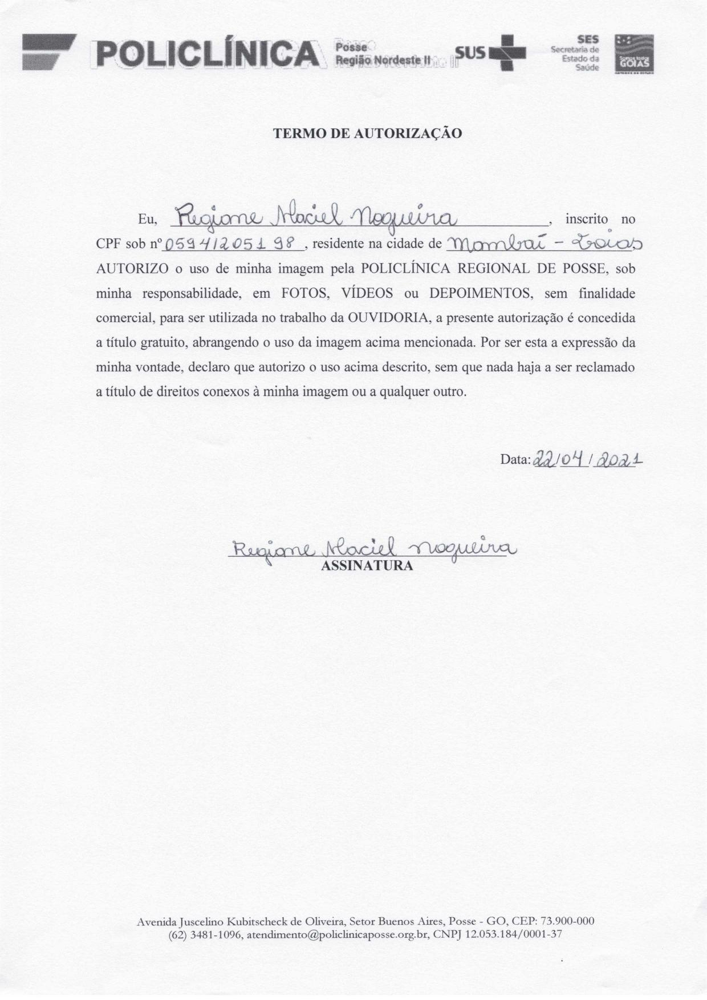 POLICLÍNICA Posse Região Nordeste II SUS SES Secretaria de Estado da Saúde GOIÁS
TERMO DE AUTORIZAÇÃO
Eu, Regione Maciel Nogueira, inscrito no
CPF sob nº 059412051 98, residente na cidade de Mambaí - Goiás,
AUTORIZO o uso de minha imagem pela POLICLÍNICA REGIONAL DE POSSE, sob
minha responsabilidade, em FOTOS, VÍDEOS ou DEPOIMENTOS, sem finalidade
comercial, para ser utilizada no trabalho da OUVIDORIA, a presente autorização é concedida
a título gratuito, abrangendo o uso da imagem acima mencionada. Por ser esta a expressão da
minha vontade, declaro que autorizo o uso acima descrito, sem que nada haja a ser reclamado
a título de direitos conexos à minha imagem ou a qualquer outro.
Data: 22/04/2021
Regione Maciel Nogueira
ASSINATURA
Avenida Juscelino Kubitscheck de Oliveira, Setor Buenos Aires, Posse - GO, CEP: 73.900-000
(62) 3481-1096, atendimento@policlinicaposse.org.br, CNPJ 12.053.184/0001-37